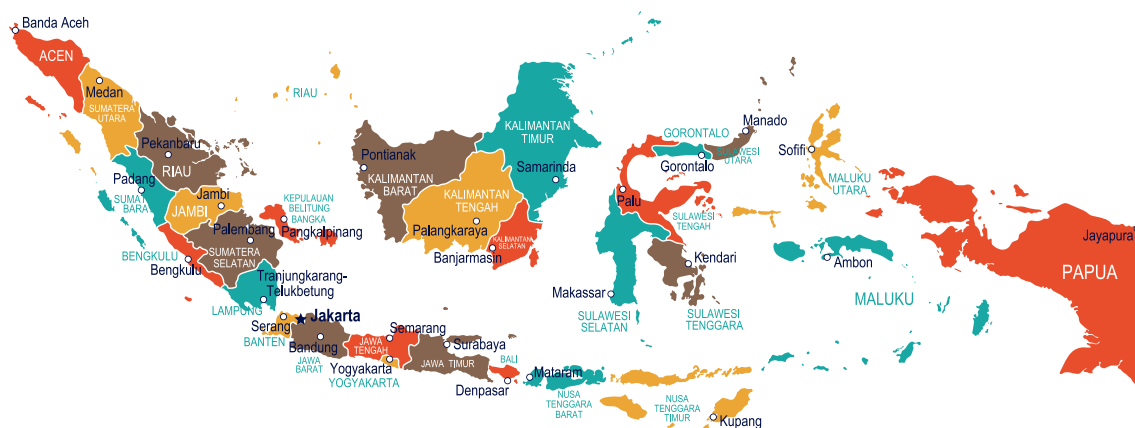 Banda Aceh
ACEN
Medan
SUMATERA
UTARA
RIAU
Pekanbaru
RIAU
Padang
SUMAT
BARA
Jambi
JAMBI
KEPULAUAN
BELITUNG
BANGKA
Pangkalpinang
Palembang
SUMATERA
SELATAN
BENGKULU
Bengkulu
Tranjungkarang-
Telukbetung
LAMPUNG
Jakarta
Serang
BANTEN
Bandung
JAWA
BARAT
Semarang
JAWA
TENGAH
Yogyakarta
YOGYAKARTA
Surabaya
JAWA TIMUR
BALI
Denpasar
Mataram
NUSA
TENGGARA
BARAT
NUSA
TENGGARA
TIMUR
Kupang
Pontianak
KALIMANTAN
BARAT
KALIMANTAN
TENGAH
Palangkaraya
KALIMANTAN
TIMUR
Samarinda
KALIMANTAN
SELATAN
Banjarmasin
GORONTALO
Gorontalo
Manado
SULAWESI
UTARA
Palu
SULAWESI
TENGAH
Kendari
Makassar
SULAWESI
SELATAN
SULAWESI
TENGGARA
Sofifi
MALUKU
UTARA
Ambon
MALUKU
Jayapura
PAPUA